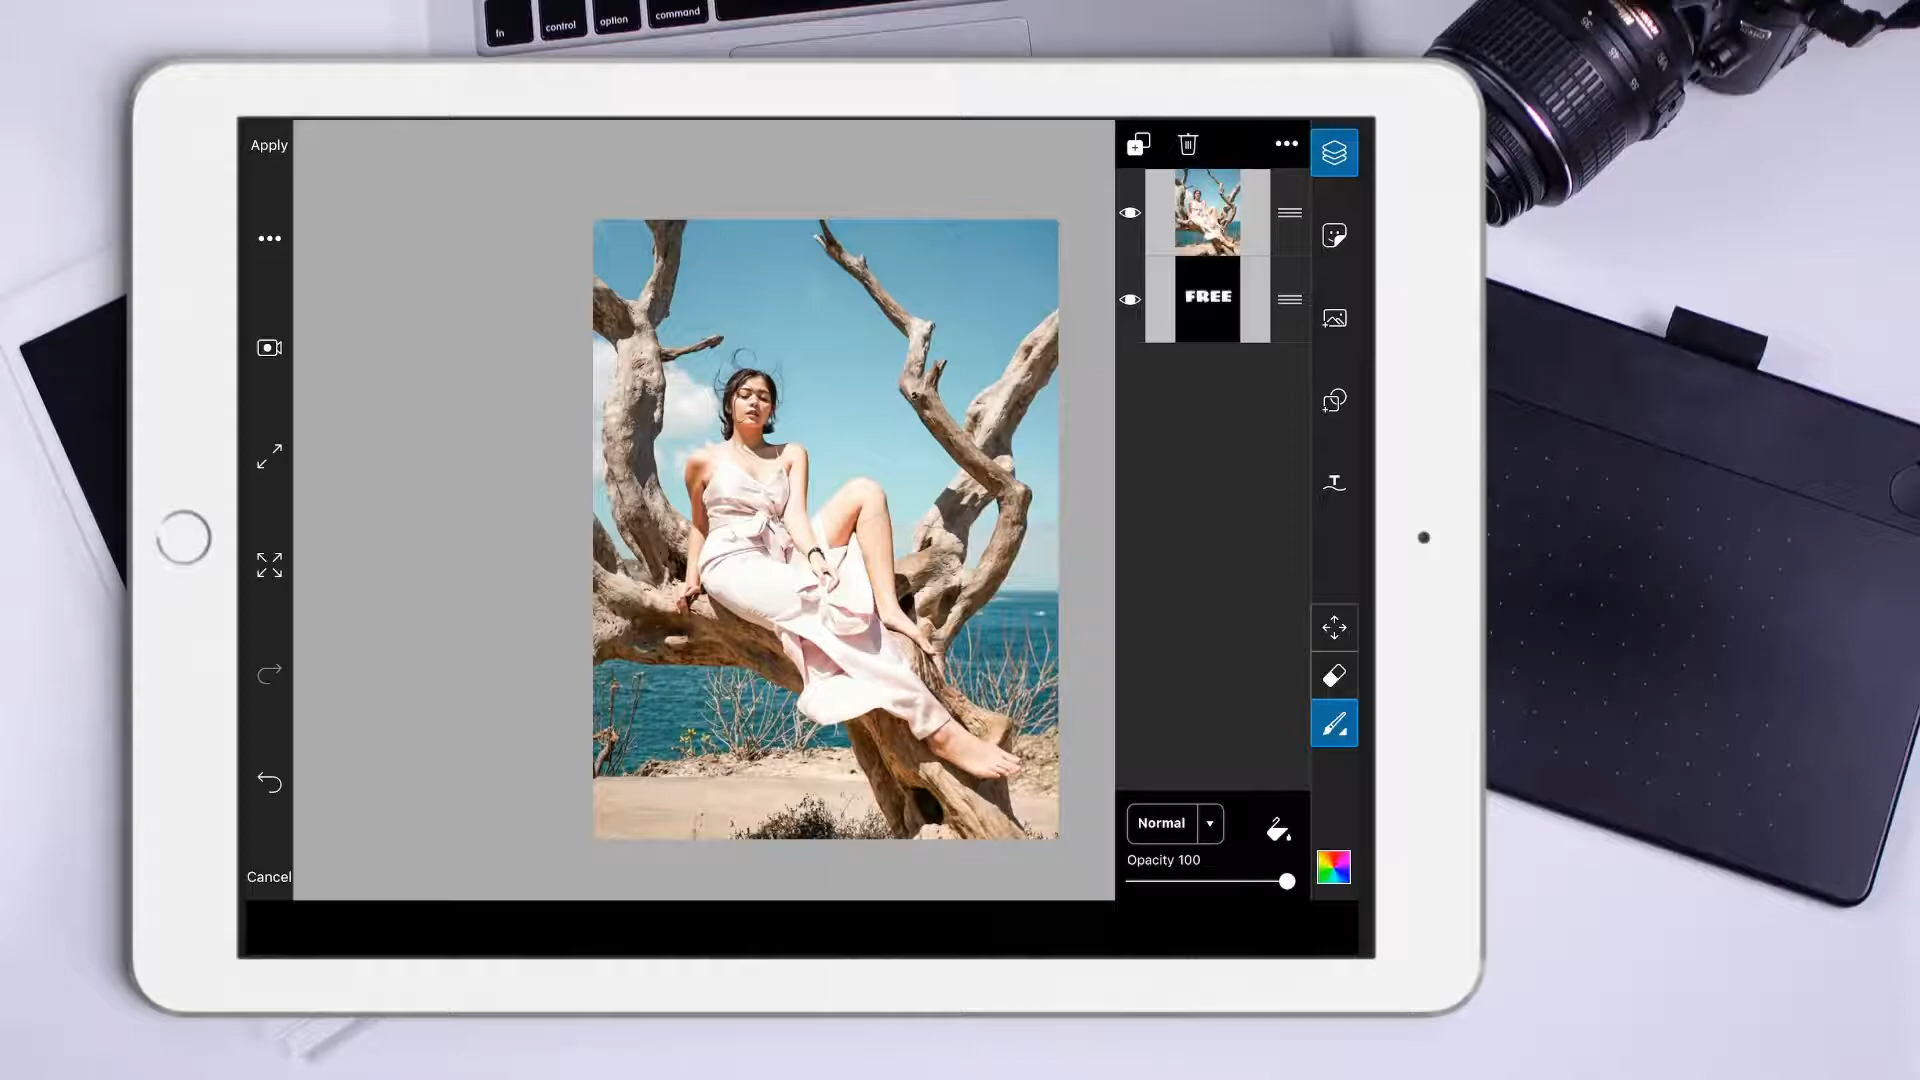 fn
control
option
command
Apply
FREE
T
Normal
Opacity 100
Cancel